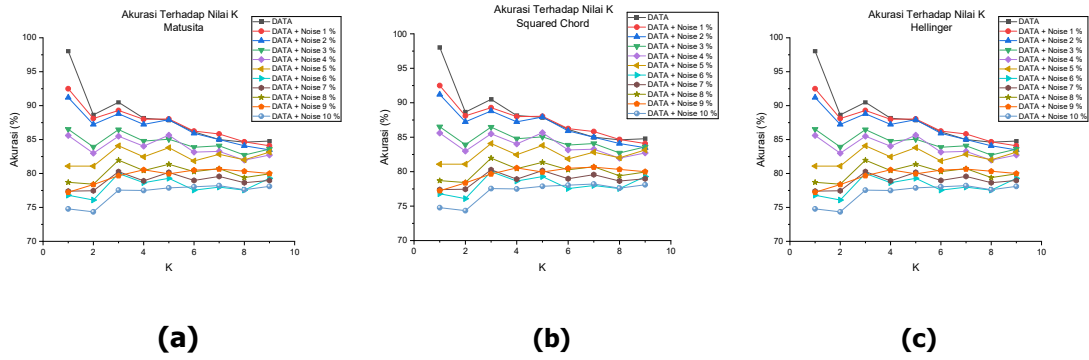 Akurasi Terhadap Nilai K
Matusita
DATA
DATA + Noise 1 %
DATA + Noise 2 %
DATA + Noise 3 %
DATA + Noise 4 %
DATA + Noise 5 %
DATA + Noise 6 %
DATA + Noise 7 %
DATA + Noise 8 %
DATA + Noise 9 %
DATA + Noise 10 %
Akurasi (%)
100
95
90
85
80
75
70
0 2 4 6 8 10
K
(a)
Akurasi Terhadap Nilai K
Squared Chord
DATA
DATA + Noise 1 %
DATA + Noise 2 %
DATA + Noise 3 %
DATA + Noise 4 %
DATA + Noise 5 %
DATA + Noise 6 %
DATA + Noise 7 %
DATA + Noise 8 %
DATA + Noise 9 %
DATA + Noise 10 %
Akurasi (%)
100
95
90
85
80
75
70
0 2 4 6 8 10
K
(b)
Akurasi Terhadap Nilai K
Hellinger
DATA
DATA + Noise 1 %
DATA + Noise 2 %
DATA + Noise 3 %
DATA + Noise 4 %
DATA + Noise 5 %
DATA + Noise 6 %
DATA + Noise 7 %
DATA + Noise 8 %
DATA + Noise 9 %
DATA + Noise 10 %
Akurasi (%)
100
95
90
85
80
75
70
0 2 4 6 8 10
K
(c)